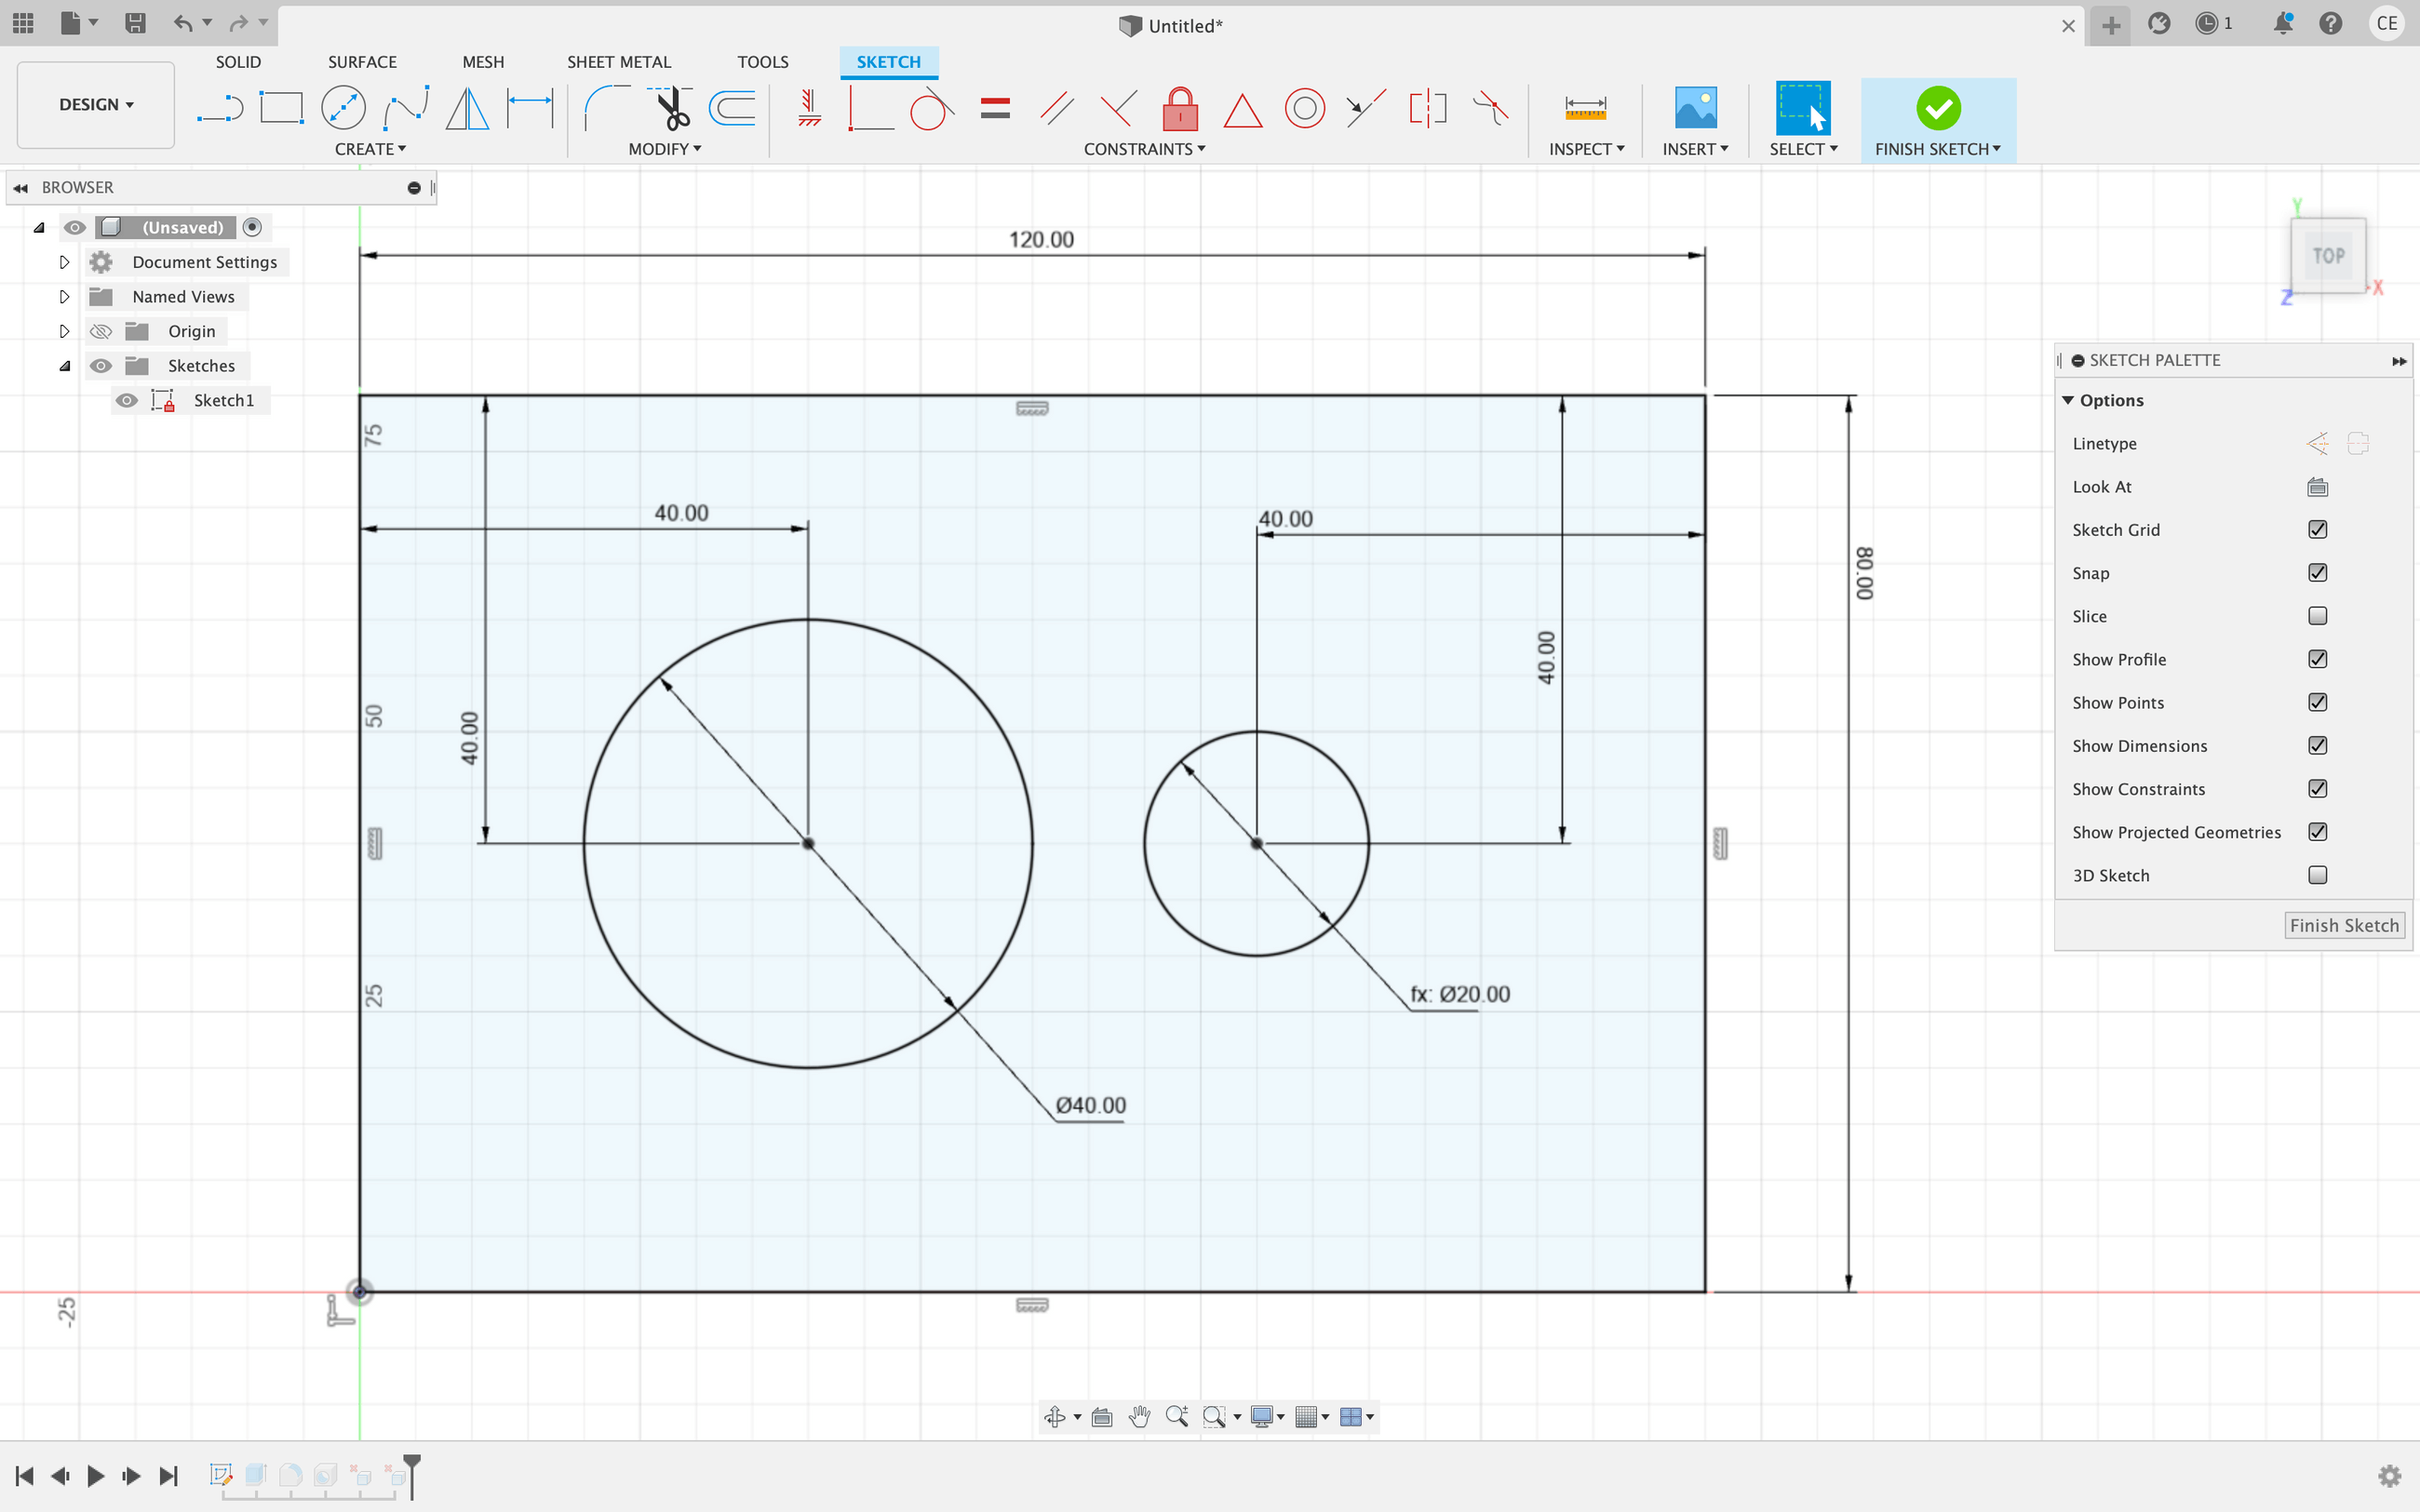 Untitled*
1
CE
DESIGN
SOLID
SURFACE
MESH
SHEET METAL
TOOLS
SKETCH
CREATE
MODIFY
CONSTRAINTS
INSPECT
INSERT
SELECT
FINISH SKETCH
BROWSER
(Unsaved)
Document Settings
Named Views
Origin
Sketches
Sketch1
120.00
Y
TOP
Z
X
75
40.00
40.00
80.00
40.00
50
40.00
25
fx: Ø20.00
Ø40.00
-25
SKETCH PALETTE
Options
Linetype
Look At
Sketch Grid
Snap
Slice
Show Profile
Show Points
Show Dimensions
Show Constraints
Show Projected Geometries
3D Sketch
Finish Sketch